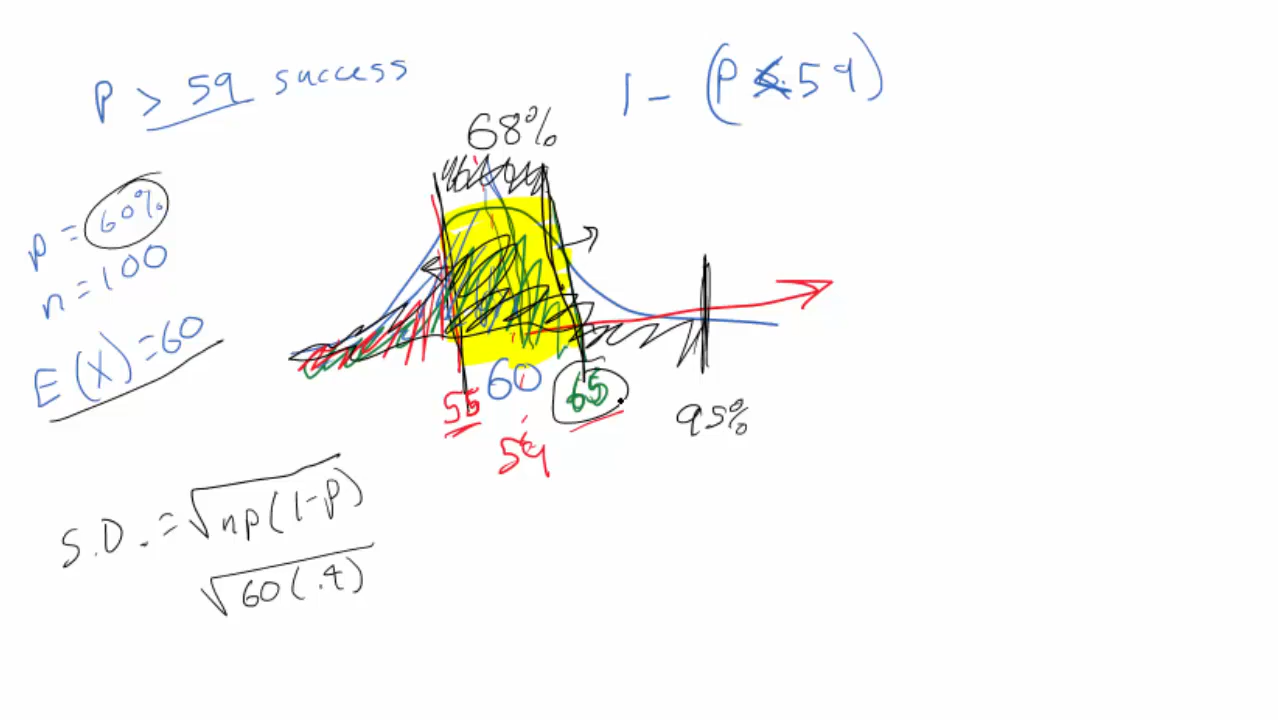 P > 59 success
1 - (P ≤ 59)
68%
p = 60%
n = 100
E(X) = 60
55
60
65
59
95%
S.D. = √np(1-p)
√60(.4)